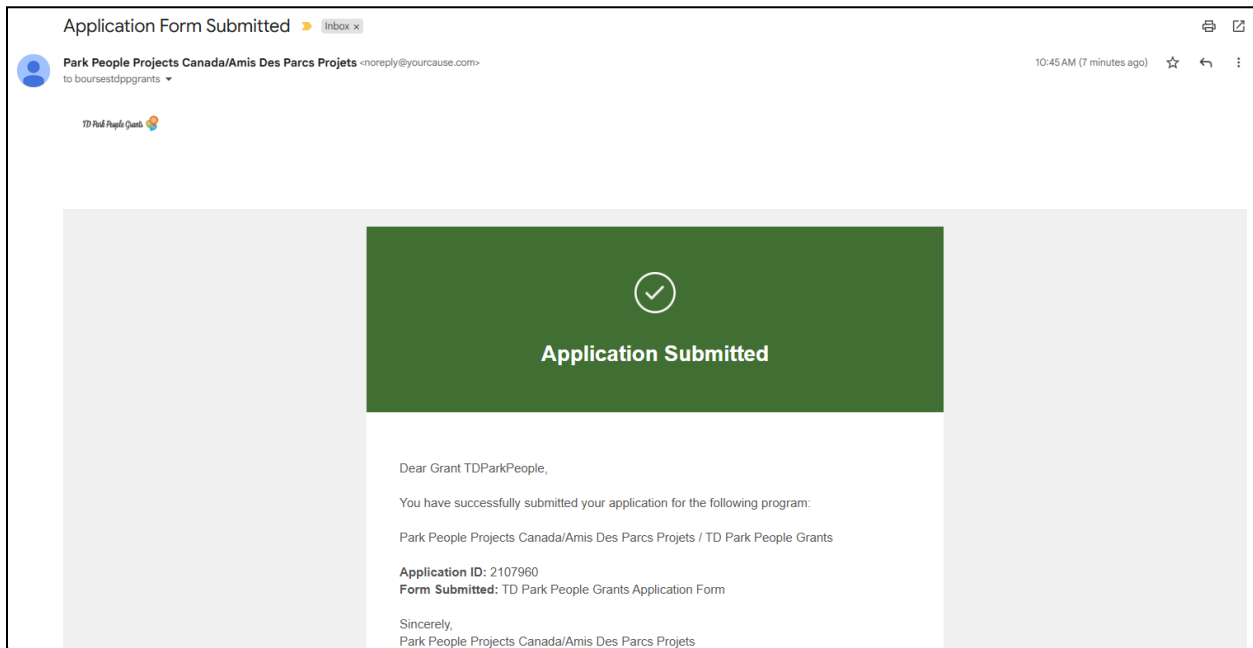 Application Form Submitted Inbox x
Park People Projects Canada/Amis Des Parcs Projets <noreply@yourcause.com> 10:45 AM (7 minutes ago)
to boursestdppgrants
TD Park People Grants
Application Submitted
Dear Grant TDParkPeople,
You have successfully submitted your application for the following program:
Park People Projects Canada/Amis Des Parcs Projets / TD Park People Grants
Application ID: 2107960
Form Submitted: TD Park People Grants Application Form
Sincerely,
Park People Projects Canada/Amis Des Parcs Projets